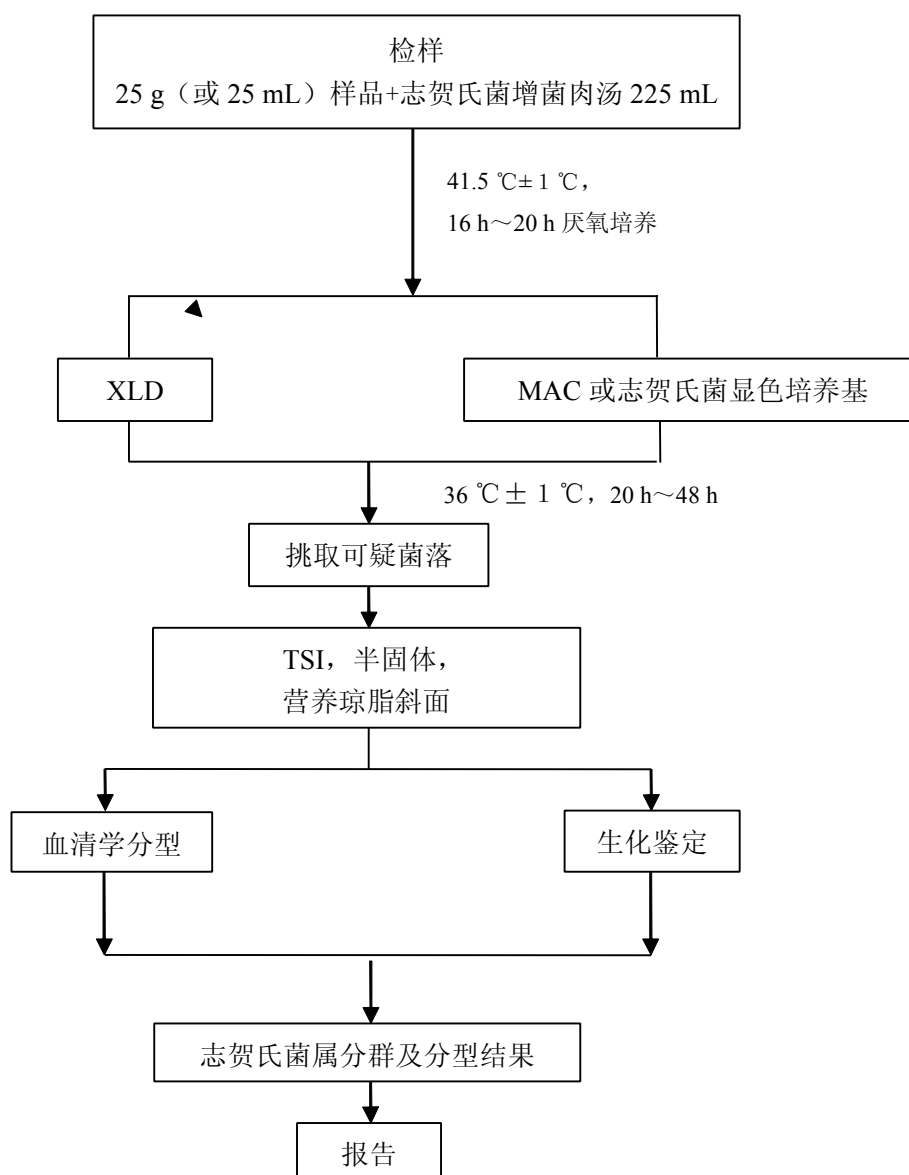 检样
25 g（或 25 mL）样品+志贺氏菌增菌肉汤 225 mL
41.5 ℃±1 ℃，
16 h～20 h 厌氧培养
XLD
MAC 或志贺氏菌显色培养基
36 ℃±1 ℃，20 h～48 h
挑取可疑菌落
TSI，半固体，
营养琼脂斜面
血清学分型
生化鉴定
志贺氏菌属分群及分型结果
报告